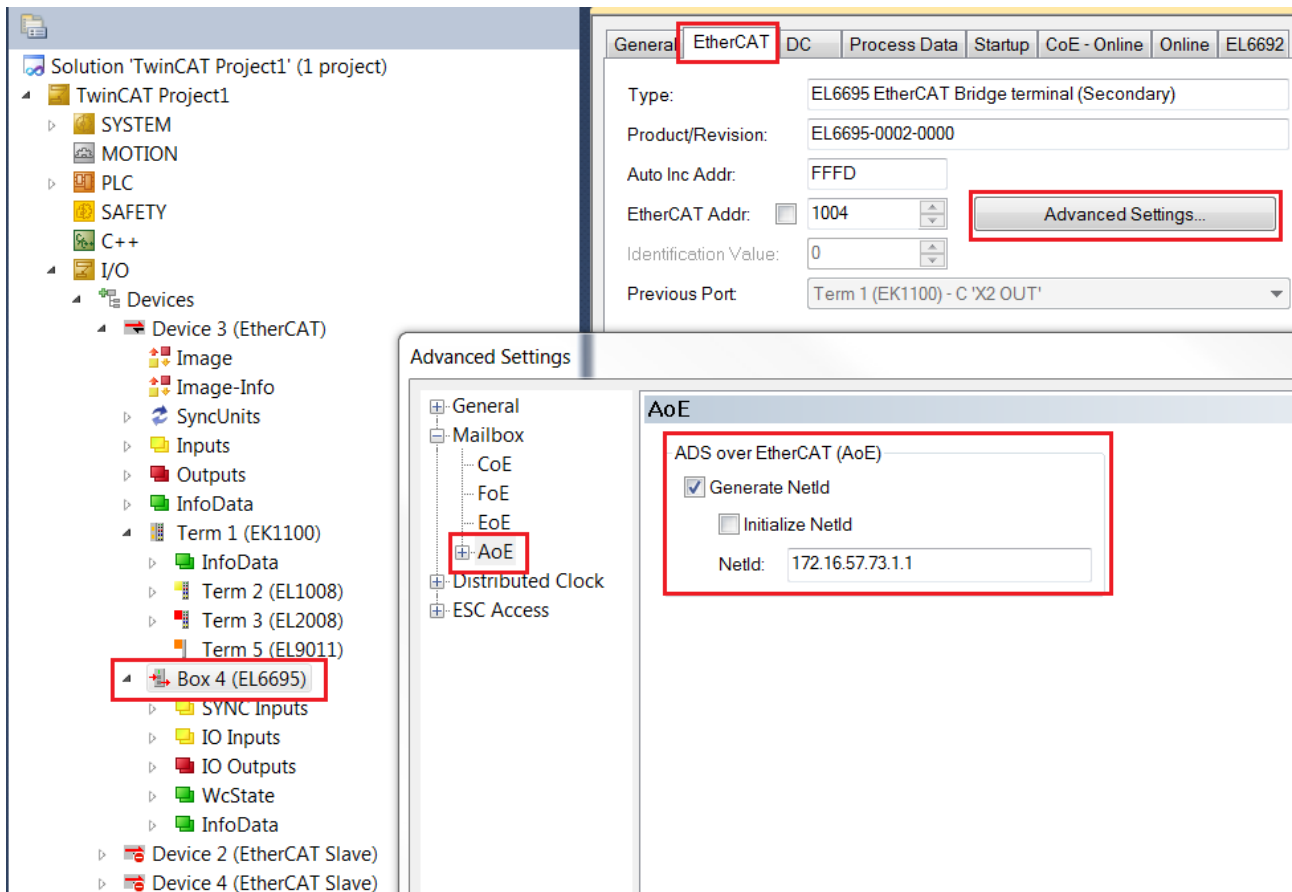 Solution 'TwinCAT Project1' (1 project)
TwinCAT Project1
SYSTEM
MOTION
PLC
SAFETY
C++
I/O
Devices
Device 3 (EtherCAT)
Image
Image-Info
SyncUnits
Inputs
Outputs
InfoData
Term 1 (EK1100)
InfoData
Term 2 (EL1008)
Term 3 (EL2008)
Term 5 (EL9011)
Box 4 (EL6695)
SYNC Inputs
IO Inputs
IO Outputs
WcState
InfoData
Device 2 (EtherCAT Slave)
Device 4 (EtherCAT Slave)
General EtherCAT DC Process Data Startup CoE - Online Online EL6692
Type: EL6695 EtherCAT Bridge terminal (Secondary)
Product/Revision: EL6695-0002-0000
Auto Inc Addr: FFFD
EtherCAT Addr: 1004 Advanced Settings...
Identification Value: 0
Previous Port: Term 1 (EK1100) - C 'X2 OUT'
Advanced Settings
General
Mailbox
CoE
FoE
EoE
AoE
Distributed Clock
ESC Access
AoE
ADS over EtherCAT (AoE)
Generate NetId
Initialize NetId
NetId: 172.16.57.73.1.1